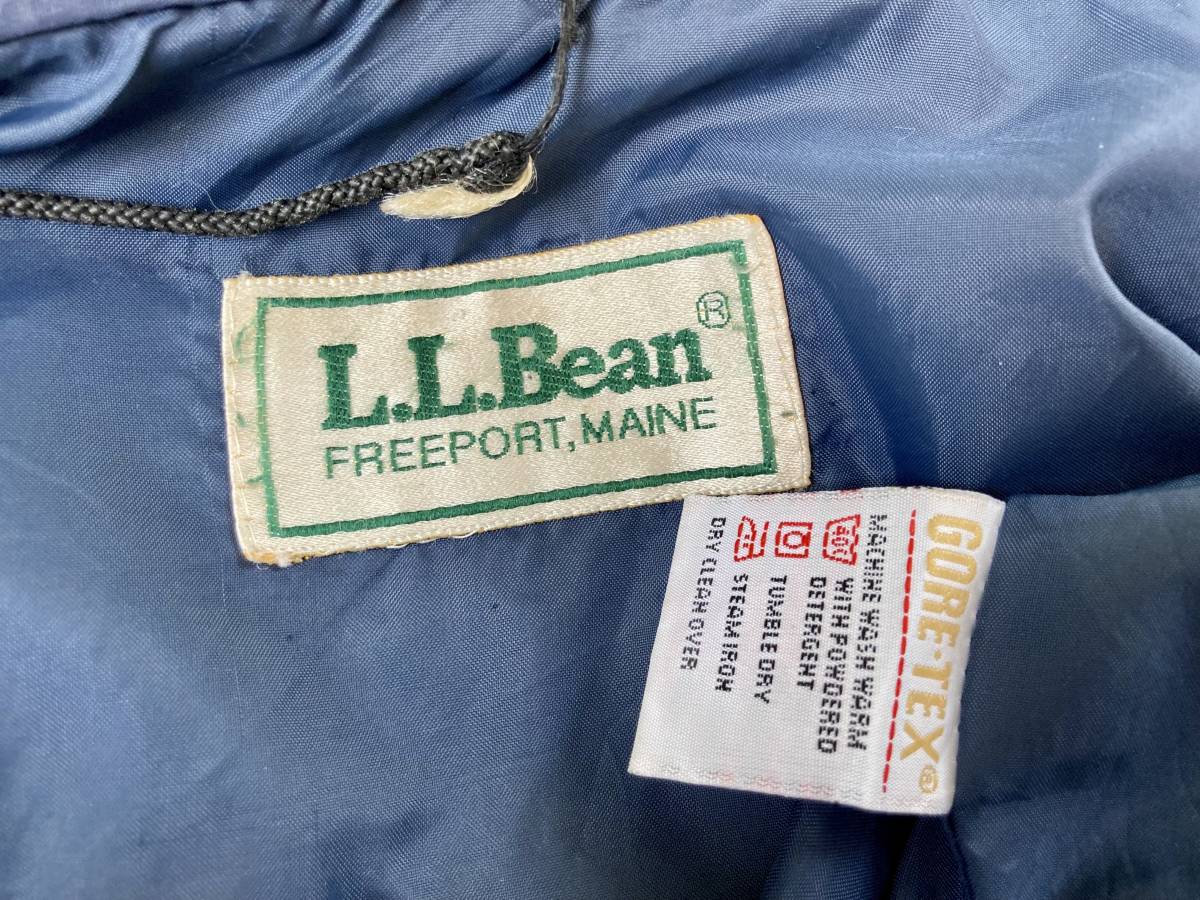 L.L.Bean®
FREEPORT, MAINE
GORE-TEX®
MACHINE WASH WARM
WITH POWDERED
DETERGENT
TUMBLE DRY
STEAM IRON
DRY CLEAN OVER